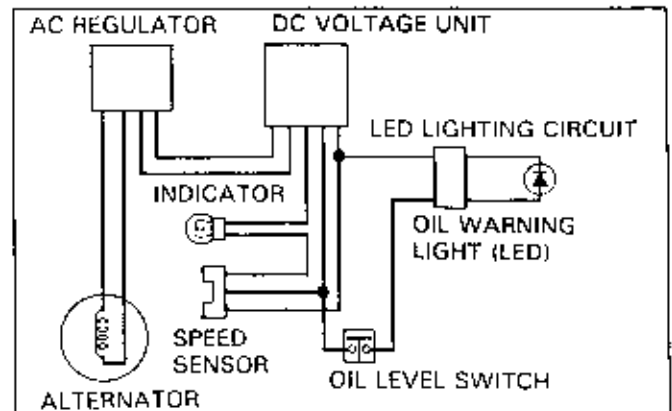 AC REGULATOR
DC VOLTAGE UNIT
LED LIGHTING CIRCUIT
INDICATOR
OIL WARNING
LIGHT (LED)
SPEED
SENSOR
OIL LEVEL SWITCH
ALTERNATOR